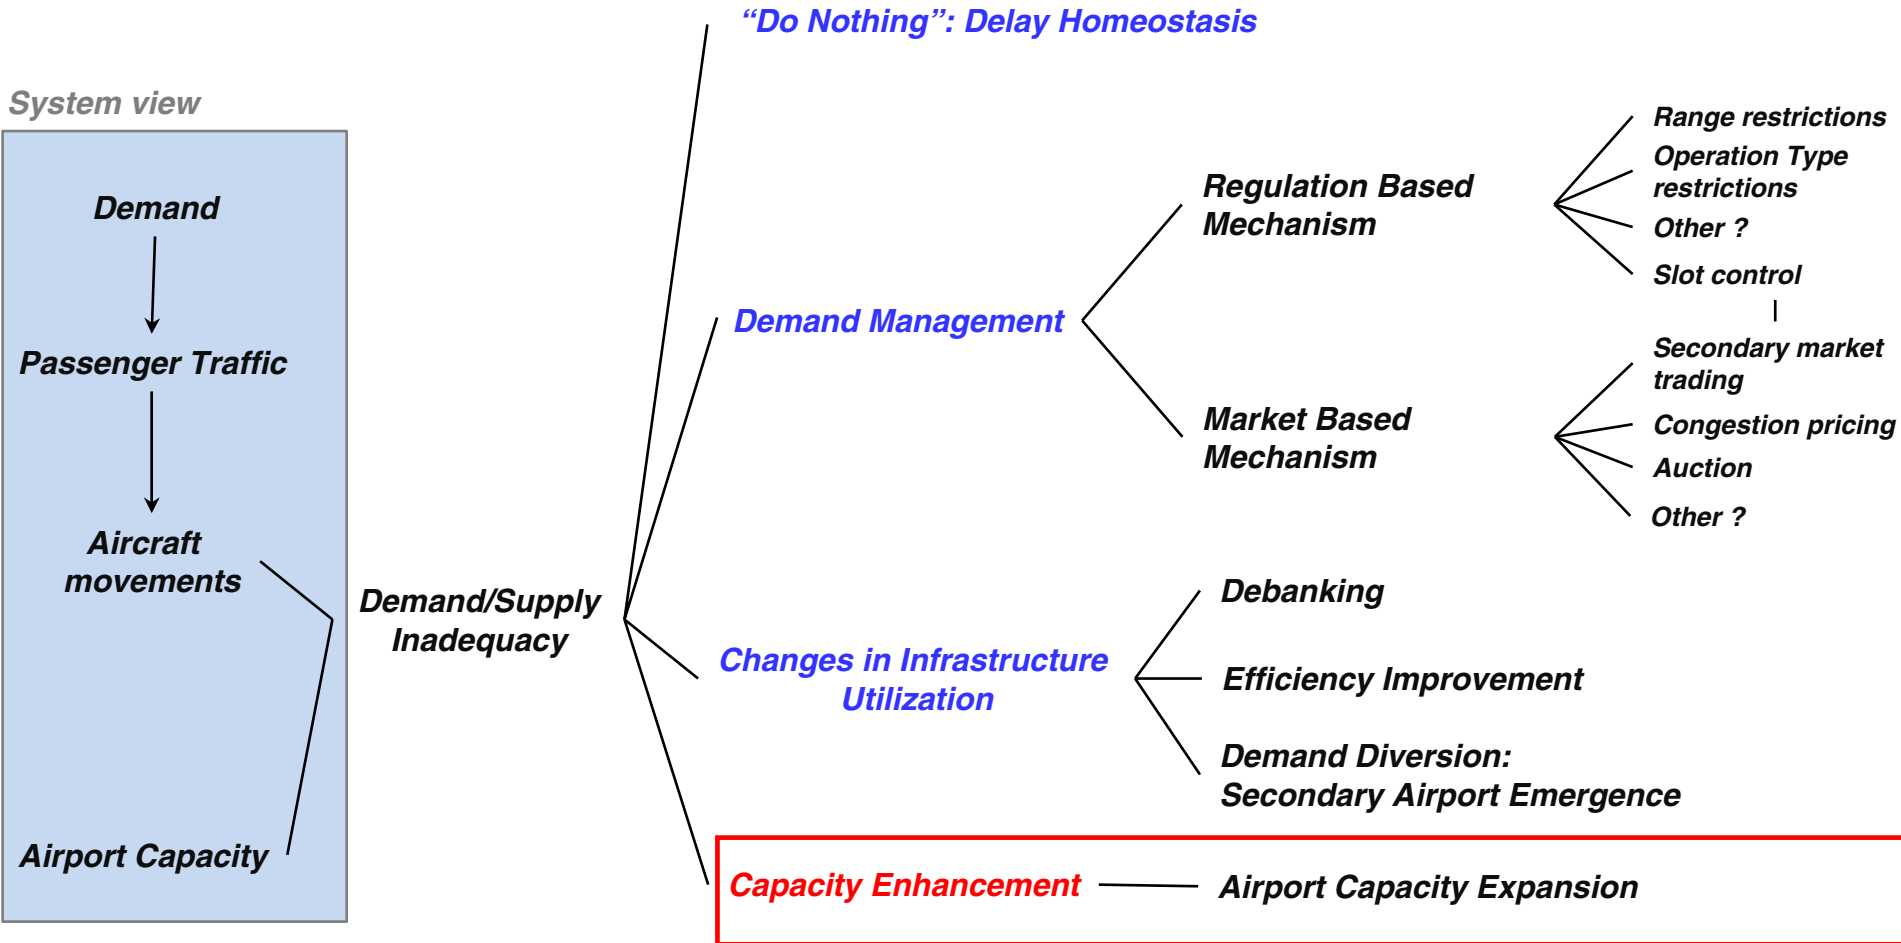 “Do Nothing”: Delay Homeostasis
System view
Demand
Passenger Traffic
Aircraft
movements
Airport Capacity
Demand/Supply
Inadequacy
Demand Management
Regulation Based
Mechanism
Range restrictions
Operation Type
restrictions
Other ?
Slot control
Market Based
Mechanism
Secondary market
trading
Congestion pricing
Auction
Other ?
Changes in Infrastructure
Utilization
Debanking
Efficiency Improvement
Demand Diversion:
Secondary Airport Emergence
Capacity Enhancement
Airport Capacity Expansion